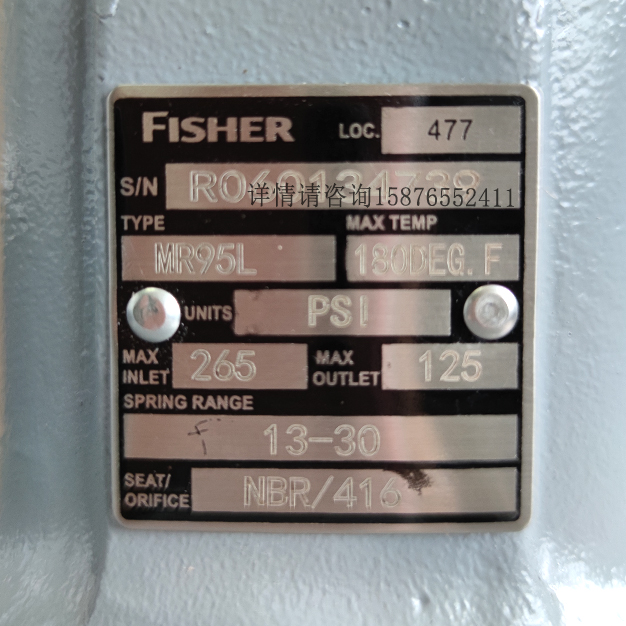 FISHER LOC. 477
S/N R060134739
详情请咨询15876552411
TYPE MAX TEMP
MR95L 180DEG.F
UNITS PSI
MAX INLET 265 MAX OUTLET 125
SPRING RANGE
13-30
SEAT/ORIFICE NBR/416